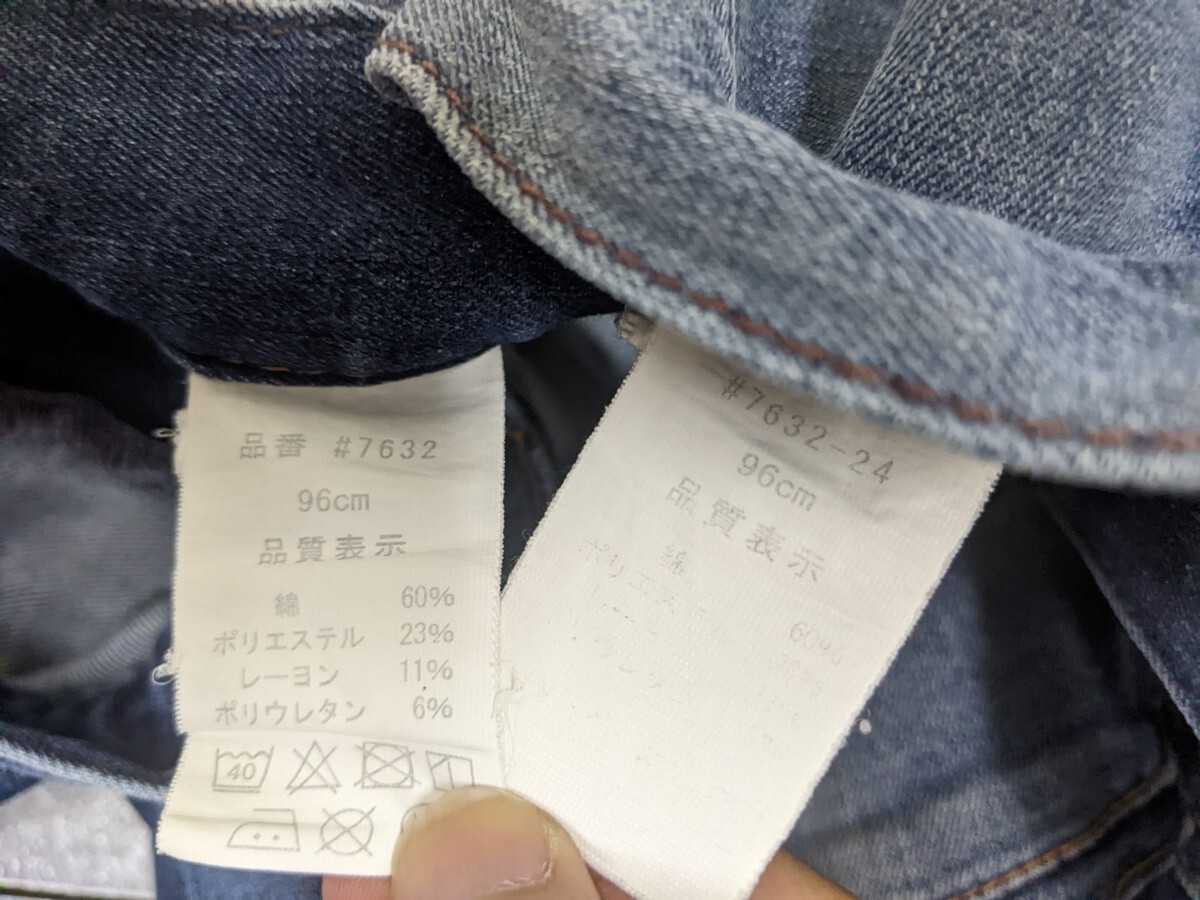 品番 #7632
96cm
品質表示
綿 60%
ポリエステル 23%
レーヨン 11%
ポリウレタン 6%
40
#7632-24
96cm
品質表示
綿 60%